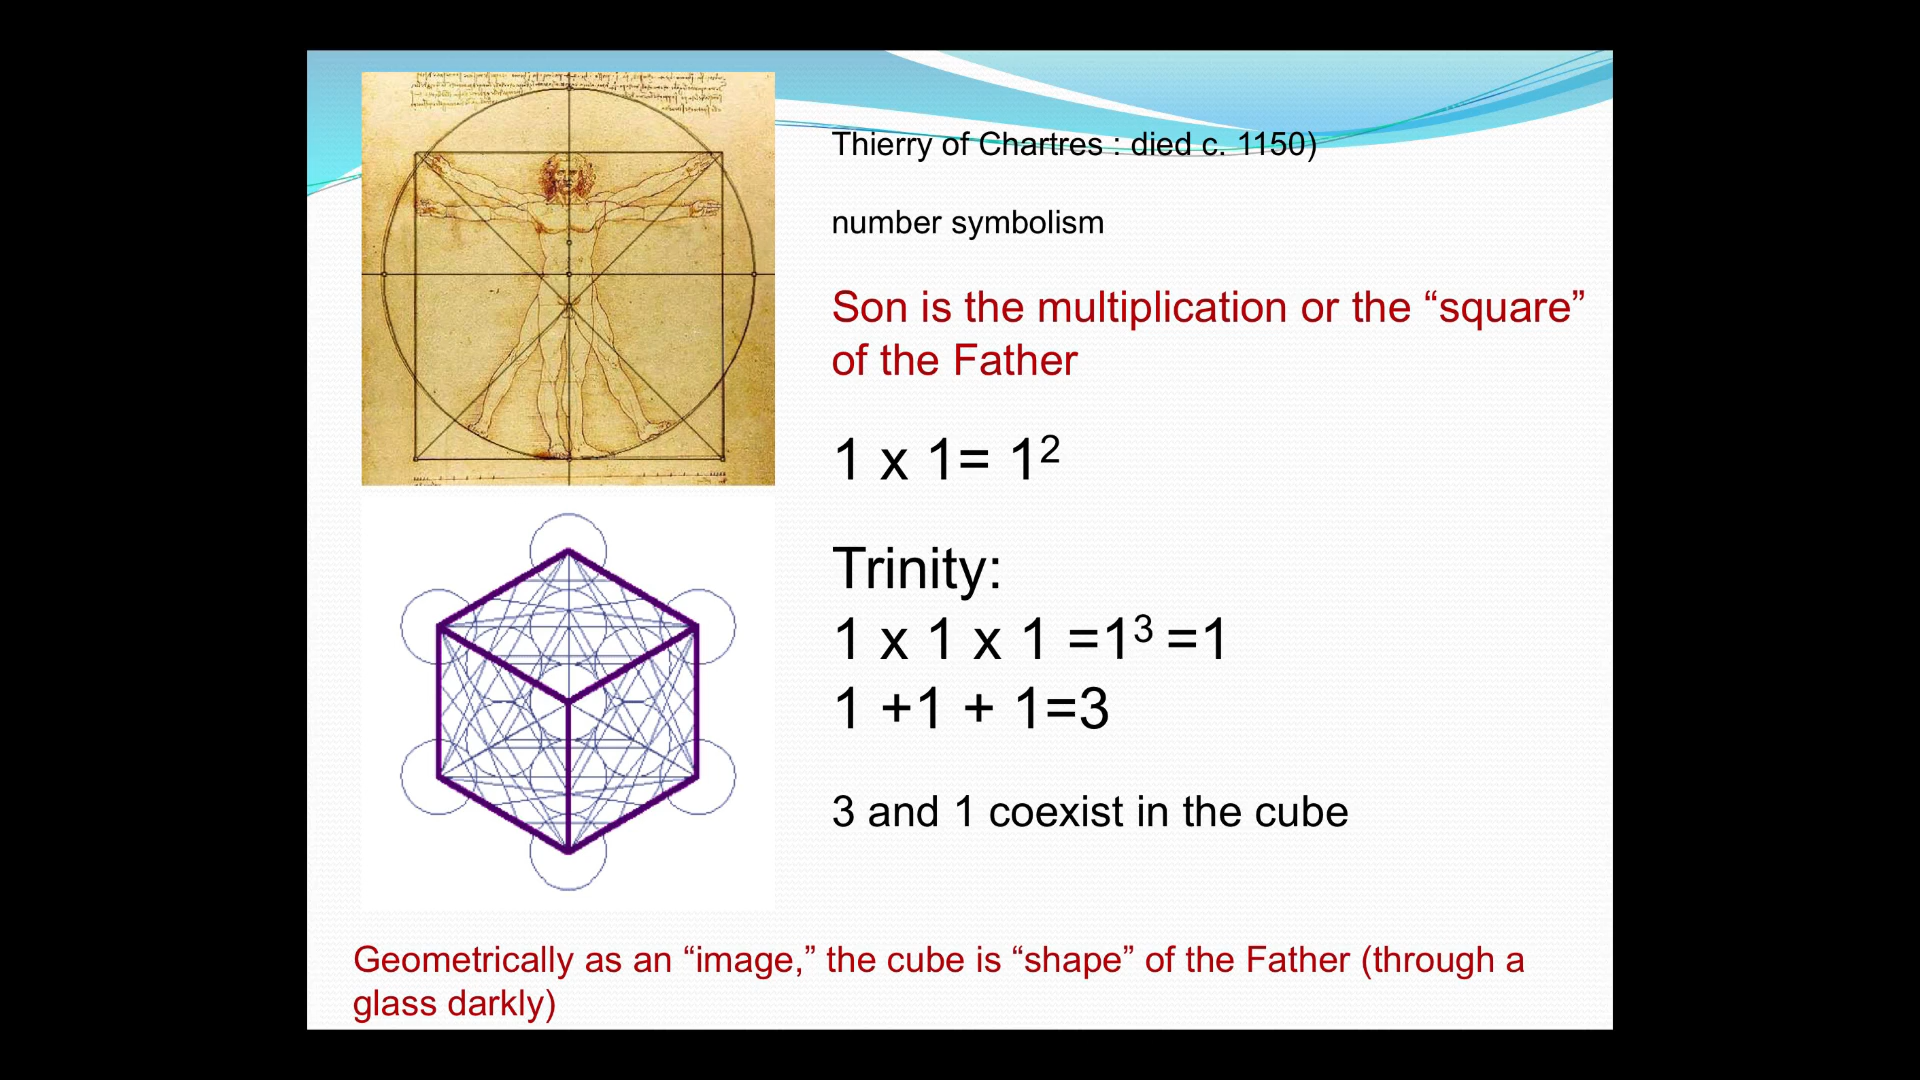 Thierry of Chartres : died c. 1150)
number symbolism
Son is the multiplication or the “square”
of the Father
1 x 1= 1²
Trinity:
1 x 1 x 1 =1³ =1
1 +1 + 1=3
3 and 1 coexist in the cube
Geometrically as an “image,” the cube is “shape” of the Father (through a
glass darkly)